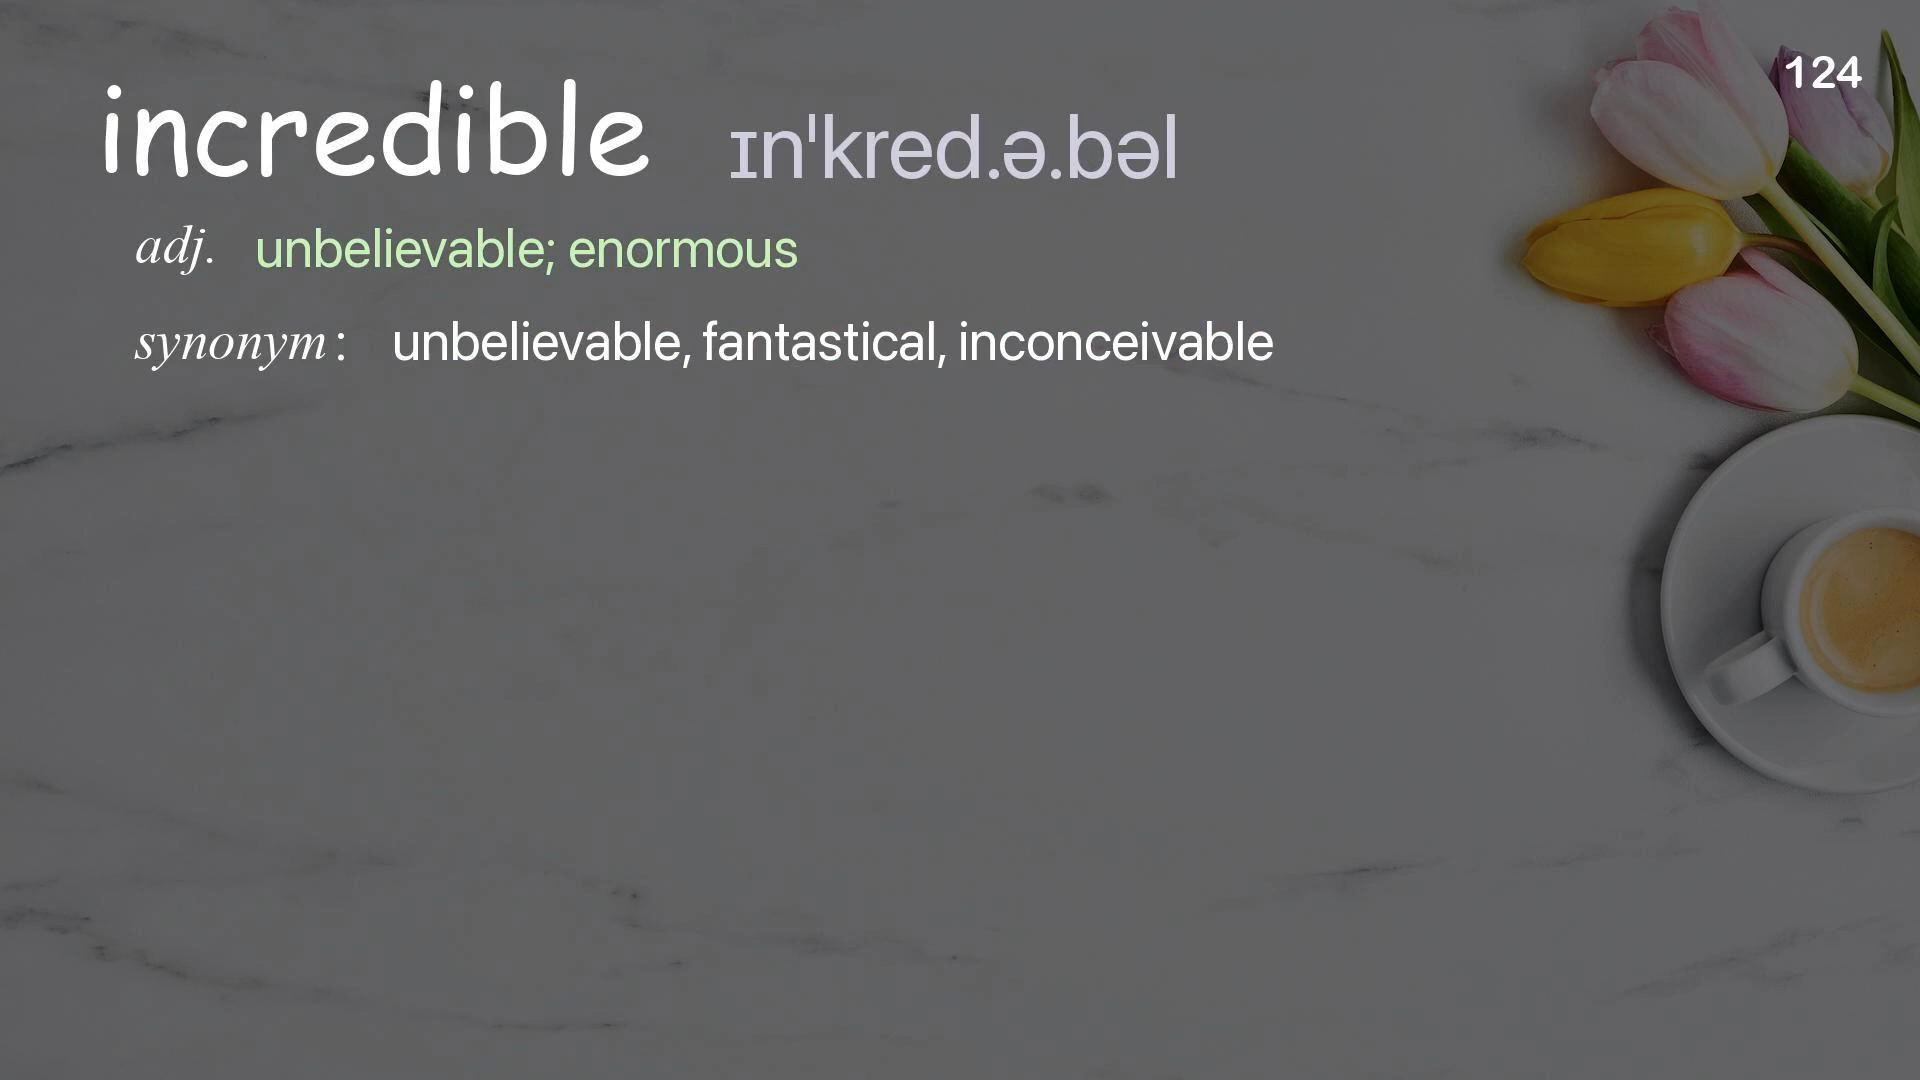 124
incredible ɪnˈkred.ə.bəl
adj. unbelievable; enormous
synonym: unbelievable, fantastical, inconceivable